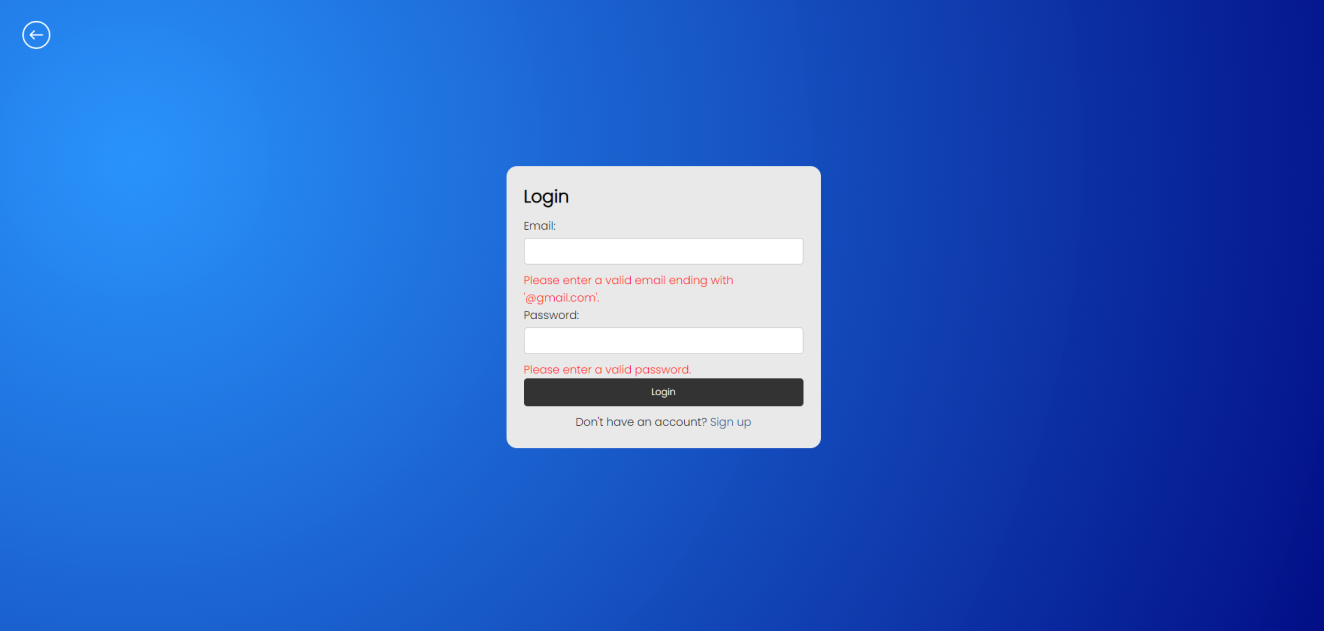 Login
Email:
Please enter a valid email ending with
'@gmail.com'.
Password:
Please enter a valid password.
Login
Don't have an account? Sign up